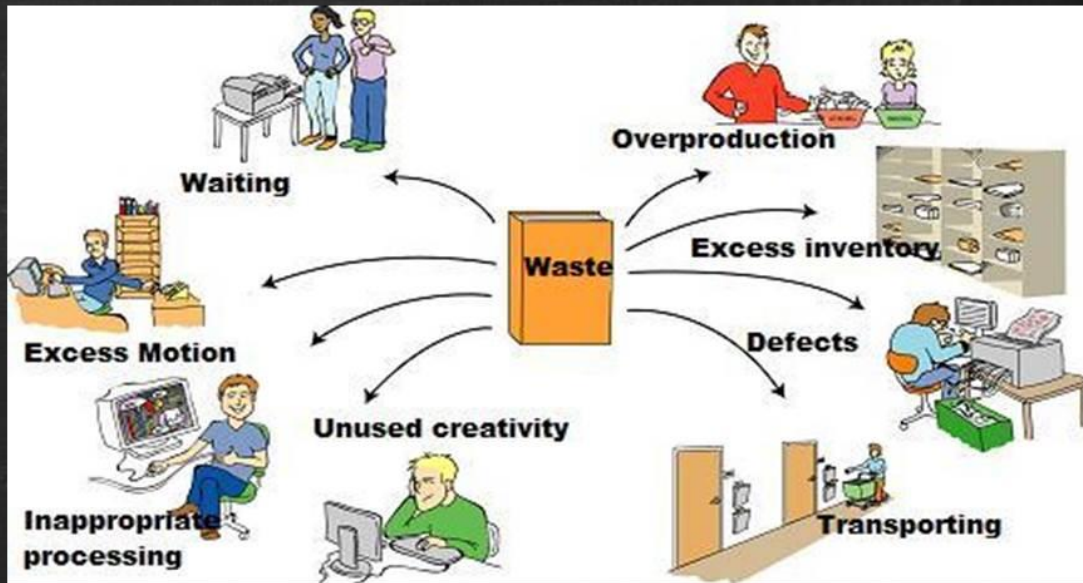 Waiting
Overproduction
Waste
Excess inventory
Excess Motion
Defects
Unused creativity
Inappropriate
processing
Transporting